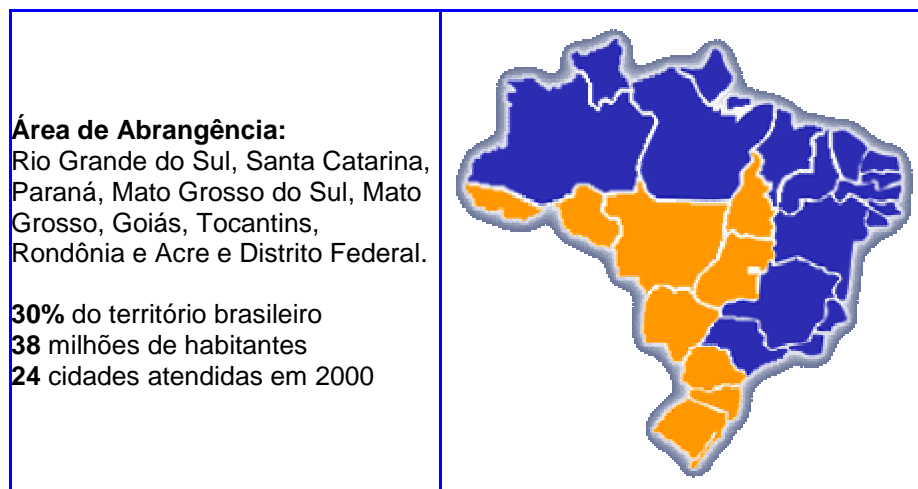 Área de Abrangência:
Rio Grande do Sul, Santa Catarina,
Paraná, Mato Grosso do Sul, Mato
Grosso, Goiás, Tocantins,
Rondônia e Acre e Distrito Federal.
30% do território brasileiro
38 milhões de habitantes
24 cidades atendidas em 2000